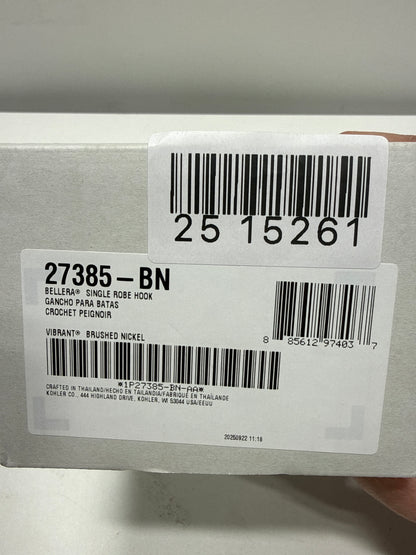 25 15261
27385-BN
BELLERA® SINGLE ROBE HOOK
GANCHO PARA BATAS
CROCHET PEIGNOIR
8 85612 97403 7
VIBRANT® BRUSHED NICKEL
*1P27385-BN-AA*
CRAFTED IN THAILAND/HECHO EN TAILANDIA/FABRIQUÉ EN THAÏLANDE
KOHLER CO., 444 HIGHLAND DRIVE, KOHLER, WI 53044 USA/EEUU
20250922 11:16